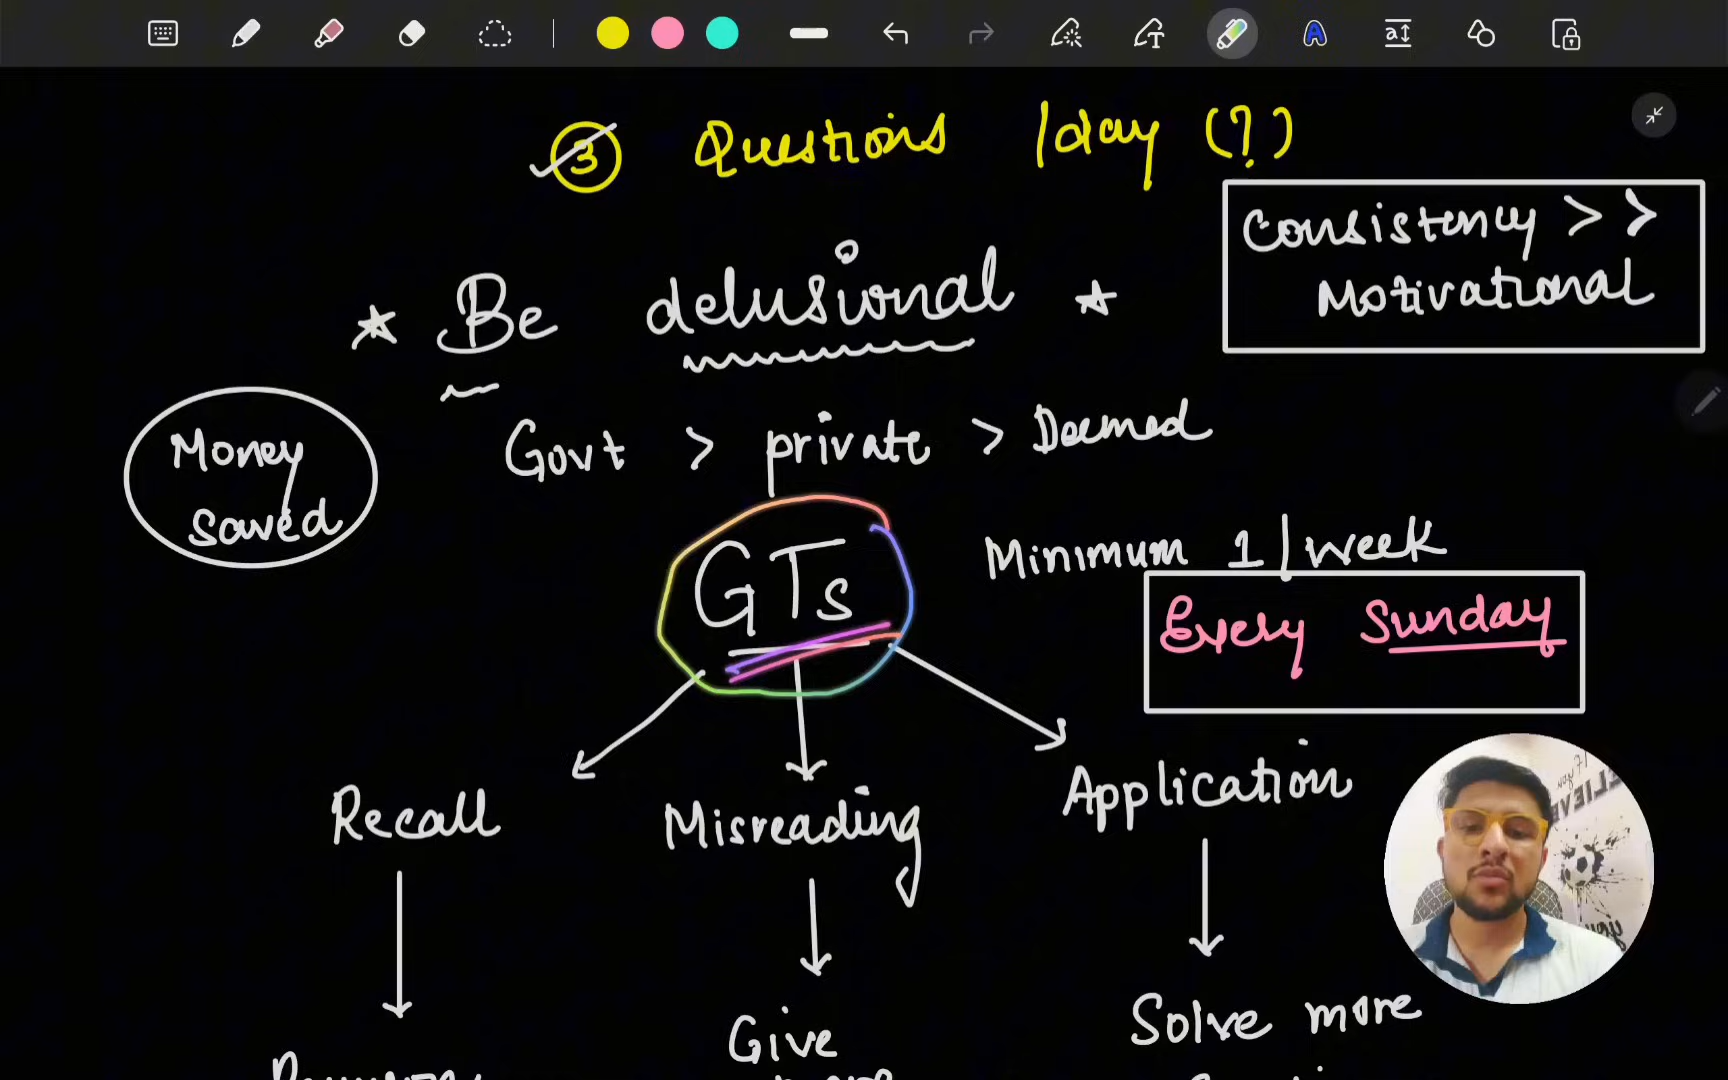 3 Questions /day (?)
Consistency >>
Motivational
* Be delusional *
Money
saved
Govt > private > Deemed
GTs
Minimum 1/week
Every Sunday
Recall
Misreading
Application
Give
Solve more